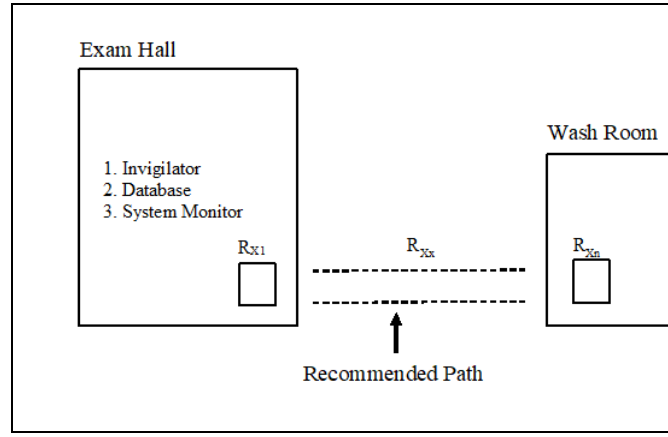 Exam Hall
Wash Room
1. Invigilator
2. Database
3. System Monitor
RX1
RXx
RXn
Recommended Path